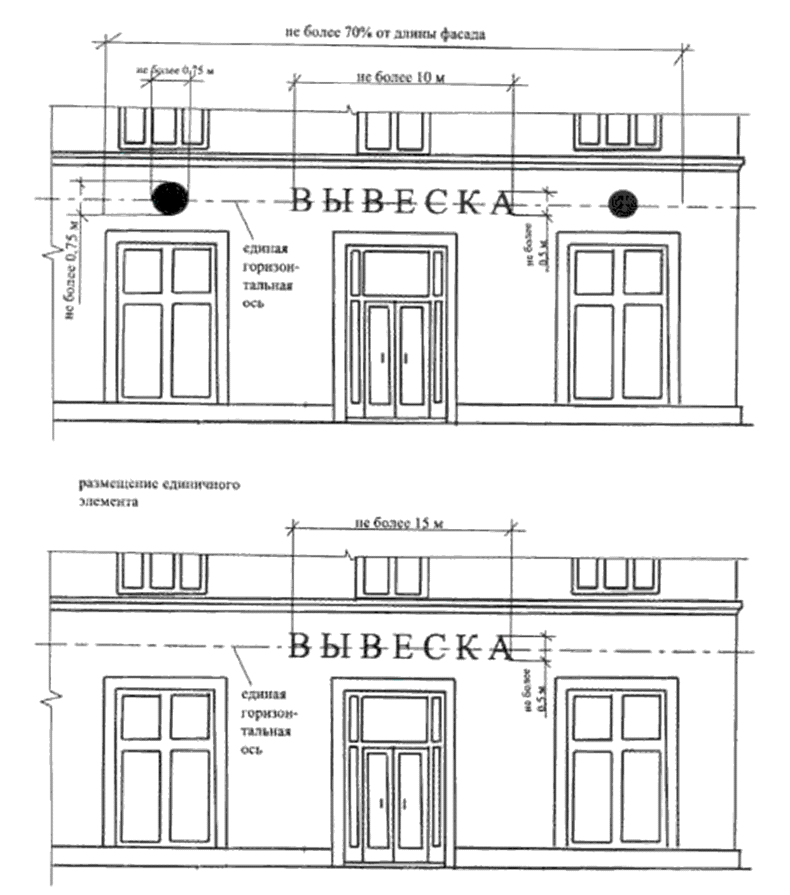 не более 70% от длины фасада
не более 0,75 м
не более 10 м
ВЫВЕСКА
не более 0,75 м
единая
горизон-
тальная
ось
не более
0,5 м
размещение единичного
элемента
не более 15 м
ВЫВЕСКА
единая
горизон-
тальная
ось
не более
0,5 м